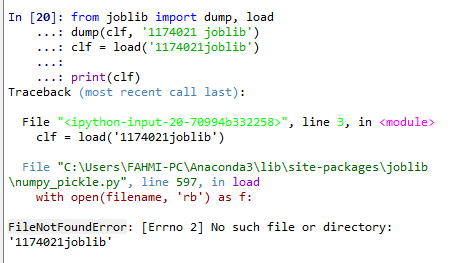 In [20]: from joblib import dump, load
...: dump(clf, '1174021 joblib')
...: clf = load('1174021joblib')
...:
...: print(clf)
Traceback (most recent call last):
File "<ipython-input-20-70994b332258>", line 3, in <module>
clf = load('1174021joblib')
File "C:\Users\FAHMI-PC\Anaconda3\lib\site-packages\joblib
\numpy_pickle.py", line 597, in load
with open(filename, 'rb') as f:
FileNotFoundError: [Errno 2] No such file or directory:
'1174021joblib'